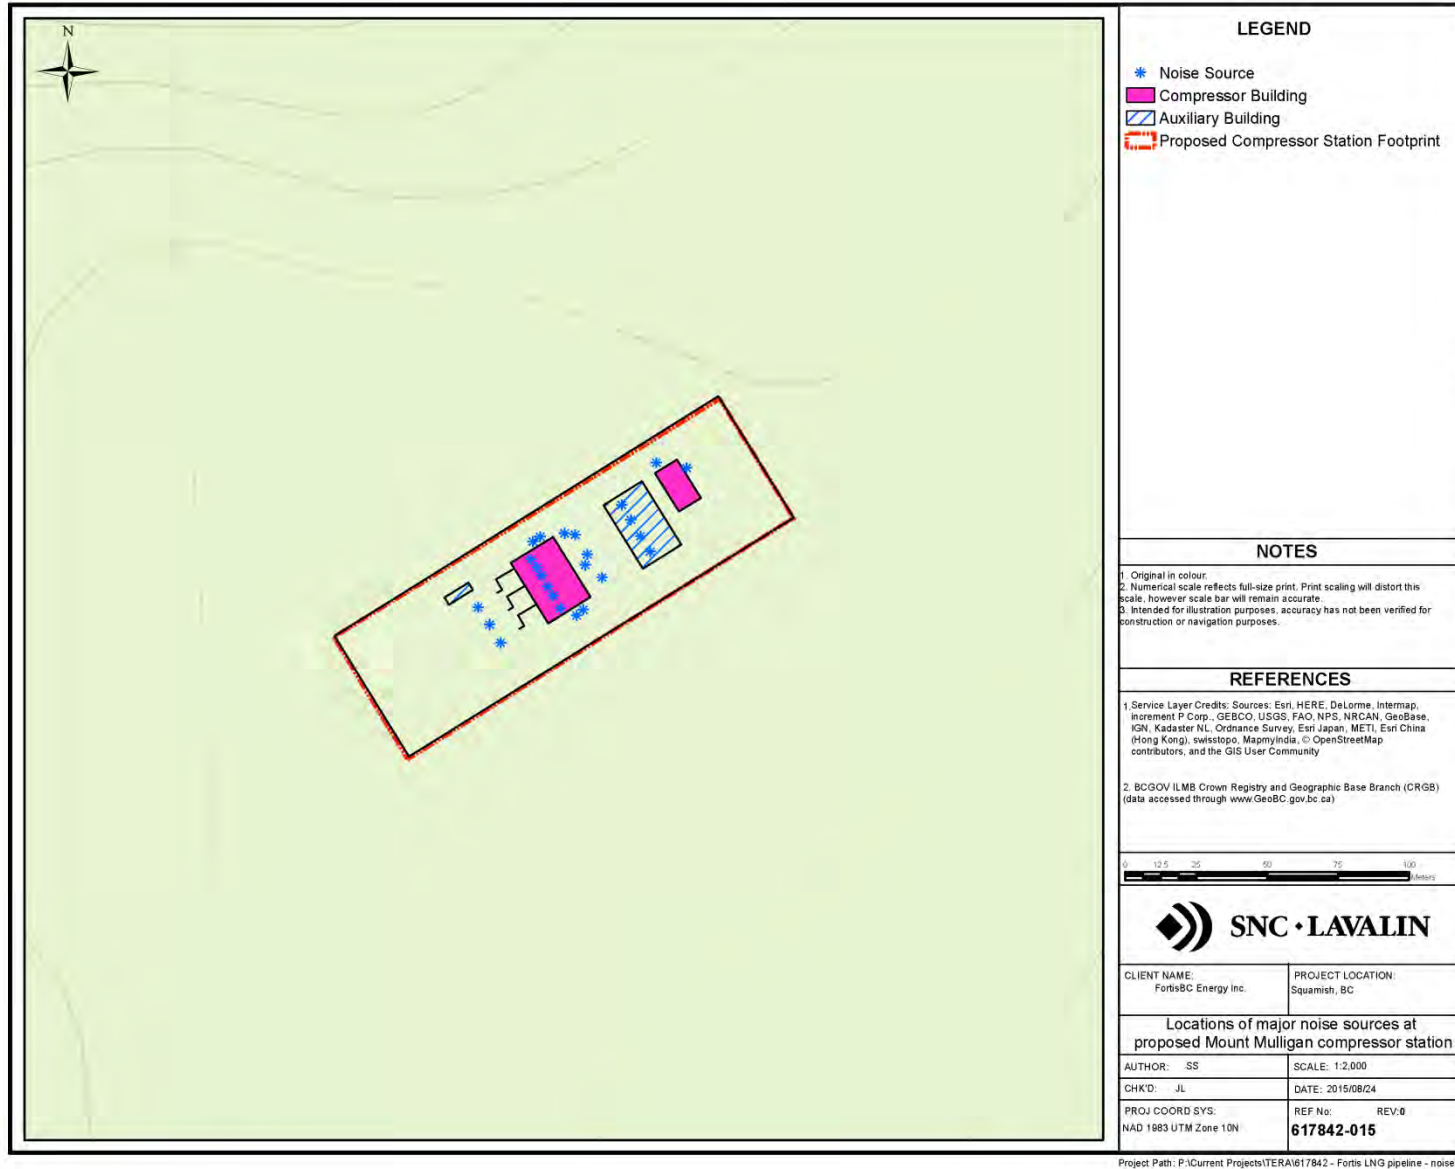 N
LEGEND
Noise Source
Compressor Building
Auxiliary Building
Proposed Compressor Station Footprint
NOTES
1. Original in colour.
2. Numerical scale reflects full-size print. Print scaling will distort this
scale, however scale bar will remain accurate.
3. Intended for illustration purposes, accuracy has not been verified for
construction or navigation purposes.
REFERENCES
1. Service Layer Credits: Sources: Esri, HERE, DeLorme, Intermap,
increment P Corp., GEBCO, USGS, FAO, NPS, NRCAN, GeoBase,
IGN, Kadaster NL, Ordnance Survey, Esri Japan, METI, Esri China
(Hong Kong), swisstopo, MapmyIndia, © OpenStreetMap
contributors, and the GIS User Community
2. BCGOV ILMB Crown Registry and Geographic Base Branch (CRGB)
(data accessed through www.GeoBC.gov.bc.ca)
0 12.5 25 50 75 100
Meters
SNC • LAVALIN
CLIENT NAME:
FortisBC Energy Inc.
PROJECT LOCATION:
Squamish, BC
Locations of major noise sources at
proposed Mount Mulligan compressor station
AUTHOR: SS
SCALE: 1:2,000
CHK'D: JL
DATE: 2015/08/24
PROJ COORD SYS:
NAD 1983 UTM Zone 10N
REF No: REV:0
617842-015
Project Path: P:\Current Projects\TERA\617842 - Fortis LNG pipeline - noise